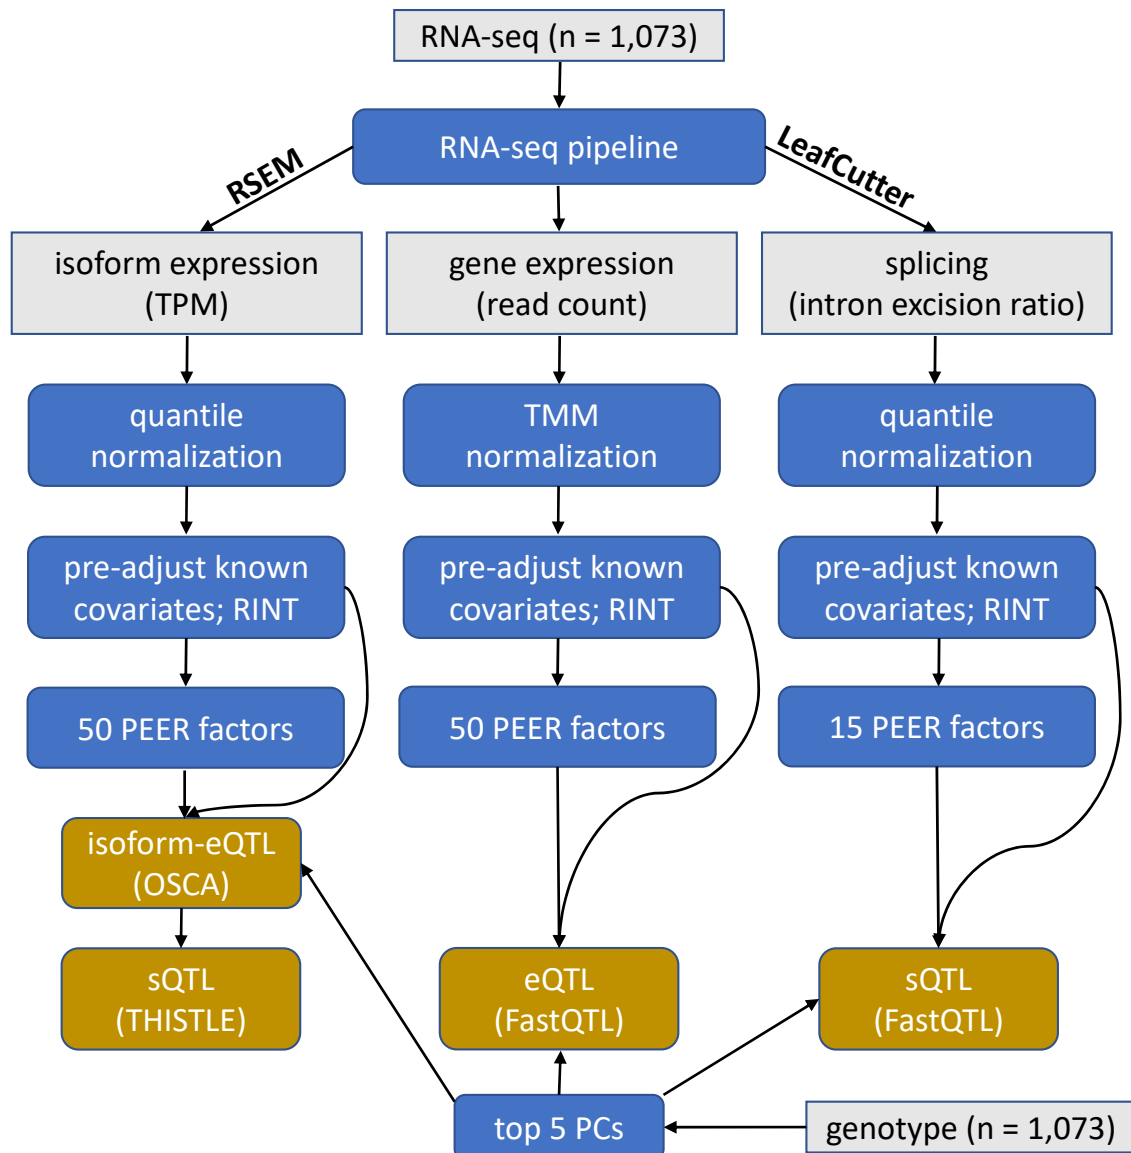 RNA-seq (n = 1,073)
RNA-seq pipeline
RSEM
LeafCutter
isoform expression
(TPM)
gene expression
(read count)
splicing
(intron excision ratio)
quantile
normalization
TMM
normalization
quantile
normalization
pre-adjust known
covariates; RINT
pre-adjust known
covariates; RINT
pre-adjust known
covariates; RINT
50 PEER factors
50 PEER factors
15 PEER factors
isoform-eQTL
(OSCA)
sQTL
(THISTLE)
eQTL
(FastQTL)
sQTL
(FastQTL)
top 5 PCs
genotype (n = 1,073)